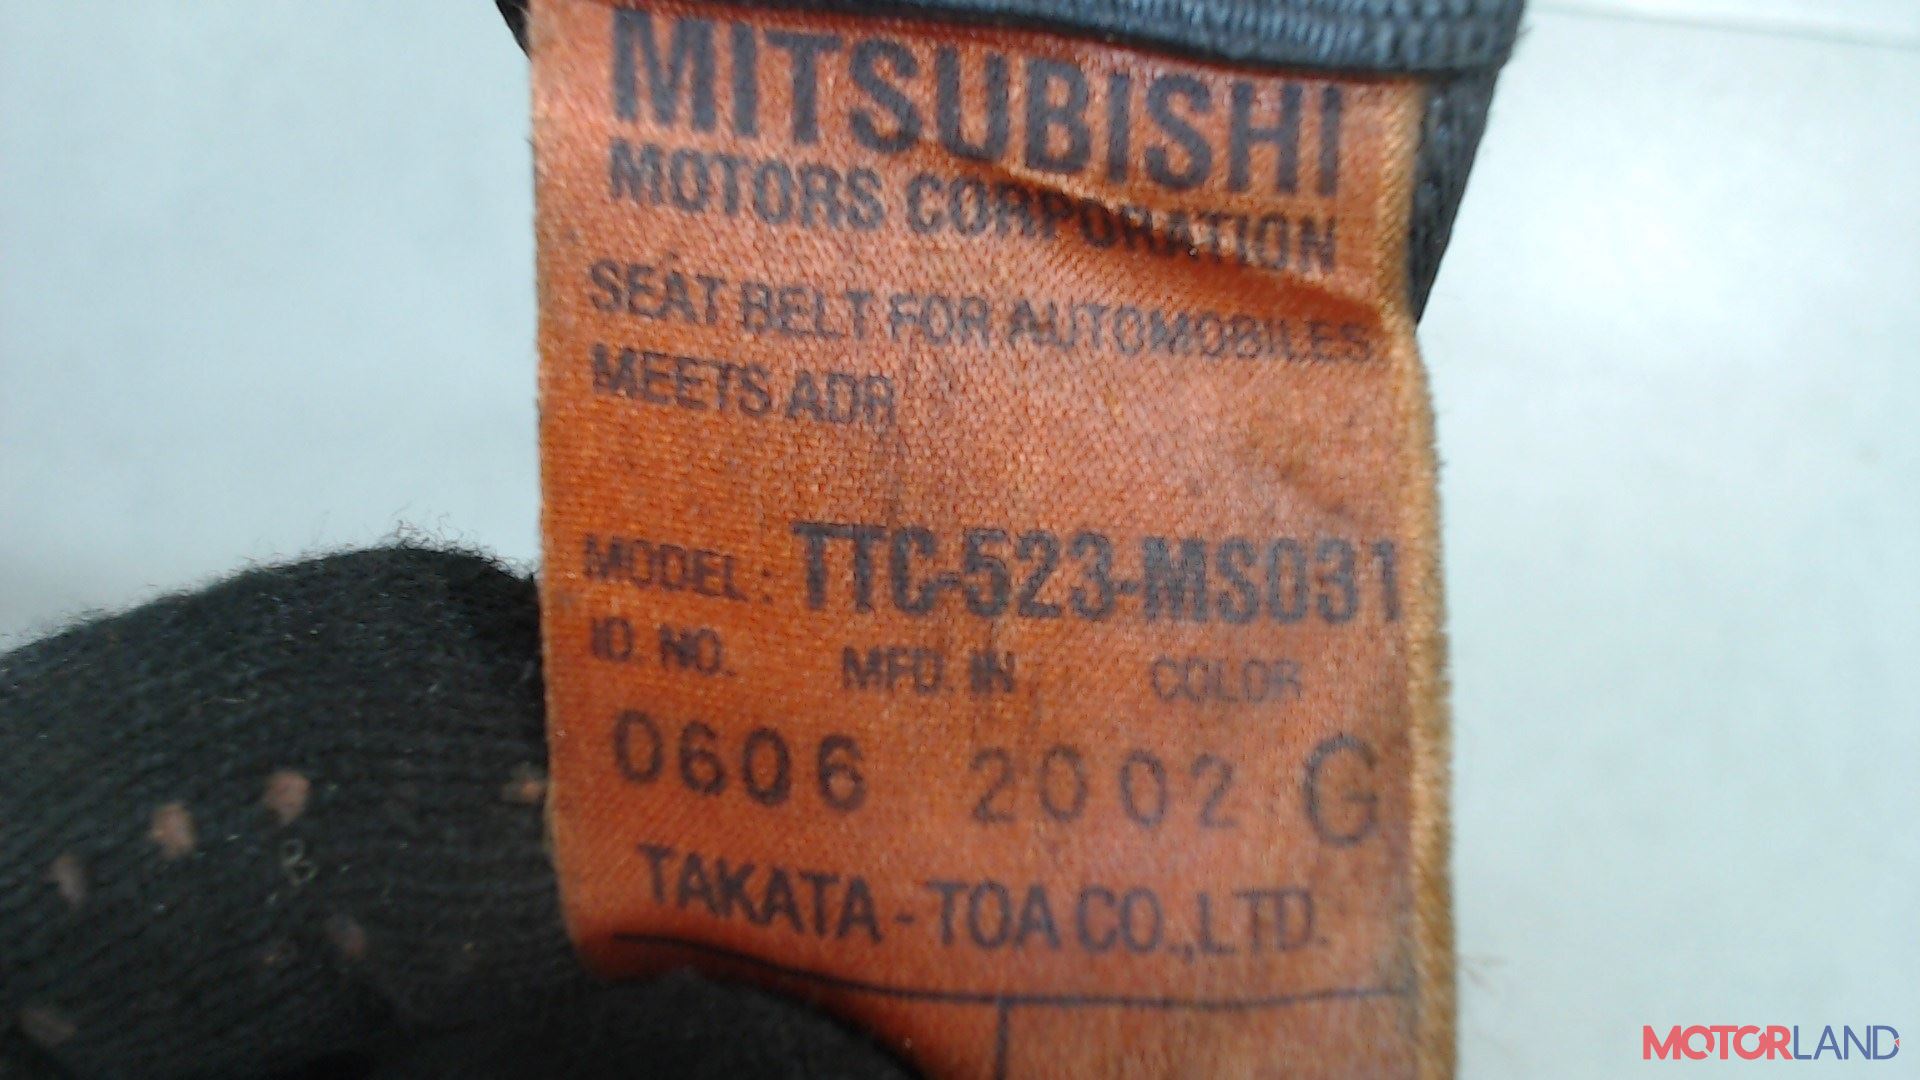 MITSUBISHI
MOTORS CORPORATION
SEAT BELT FOR AUTOMOBILES
MEETS ADR
MODEL: TTC-523-MS031
ID. NO. MFD. IN COLOR
0606 2002 G
TAKATA-TOA CO.,LTD.
B
MOTORLAND